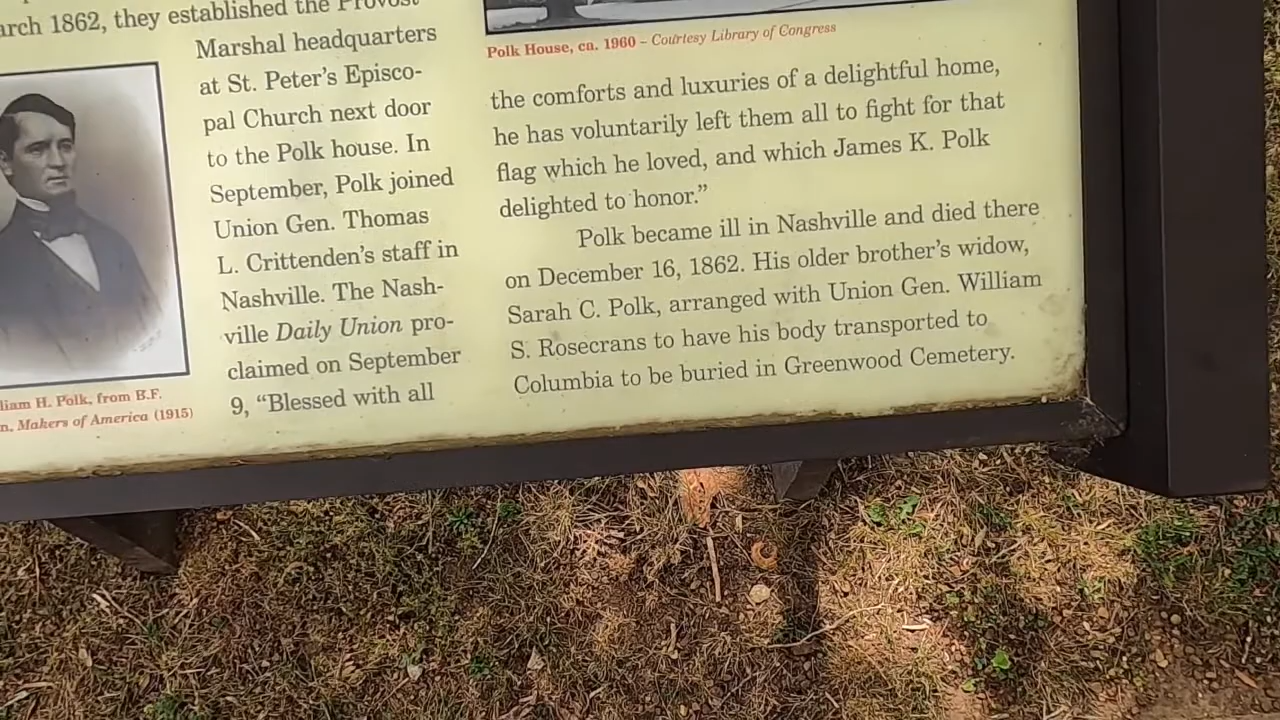 arch 1862, they established the Provost
Marshal headquarters
at St. Peter's Episco-
pal Church next door
to the Polk house. In
September, Polk joined
Union Gen. Thomas
L. Crittenden's staff in
Nashville. The Nash-
ville Daily Union pro-
claimed on September
9, "Blessed with all
liam H. Polk, from B.F.
n, Makers of America (1915)
Polk House, ca. 1960 – Courtesy Library of Congress
the comforts and luxuries of a delightful home,
he has voluntarily left them all to fight for that
flag which he loved, and which James K. Polk
delighted to honor."
Polk became ill in Nashville and died there
on December 16, 1862. His older brother's widow,
Sarah C. Polk, arranged with Union Gen. William
S. Rosecrans to have his body transported to
Columbia to be buried in Greenwood Cemetery.